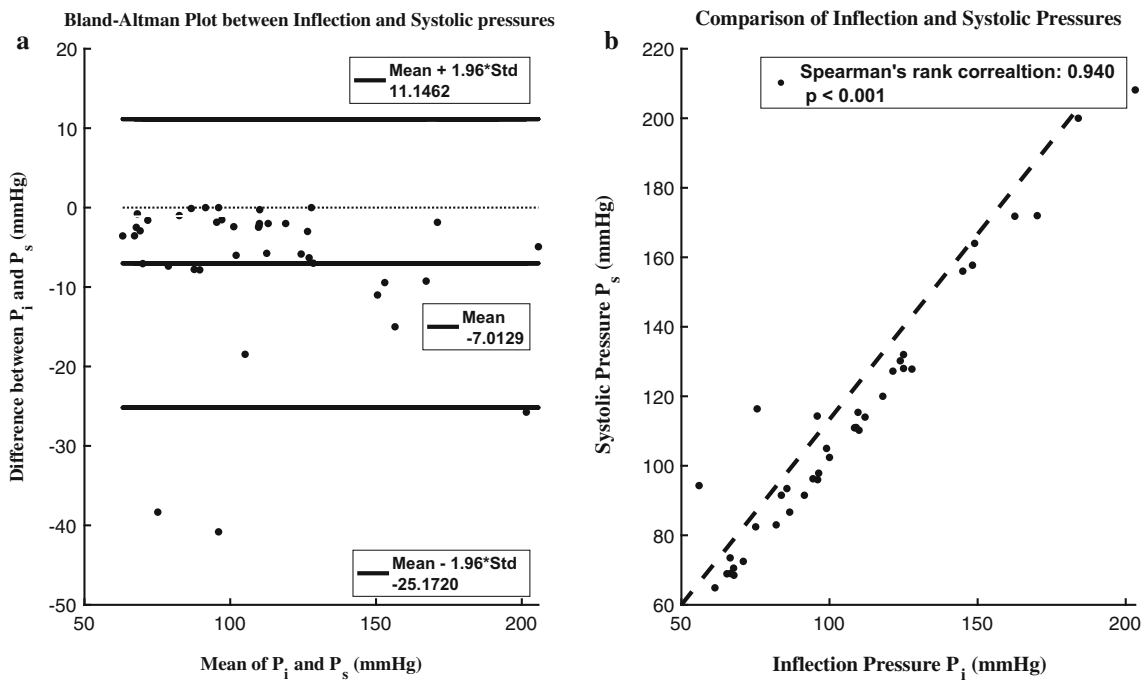 Bland-Altman Plot between Inflection and Systolic pressures
a
20
10
0
-10
-20
-30
-40
-50
50
100
150
200
Difference between P_i and P_s (mmHg)
Mean of P_i and P_s (mmHg)
Mean + 1.96*Std
11.1462
Mean
-7.0129
Mean - 1.96*Std
-25.1720
Comparison of Inflection and Systolic Pressures
b
220
200
180
160
140
120
100
80
60
50
100
150
200
Systolic Pressure P_s (mmHg)
Inflection Pressure P_i (mmHg)
Spearman's rank correaltion: 0.940
p < 0.001